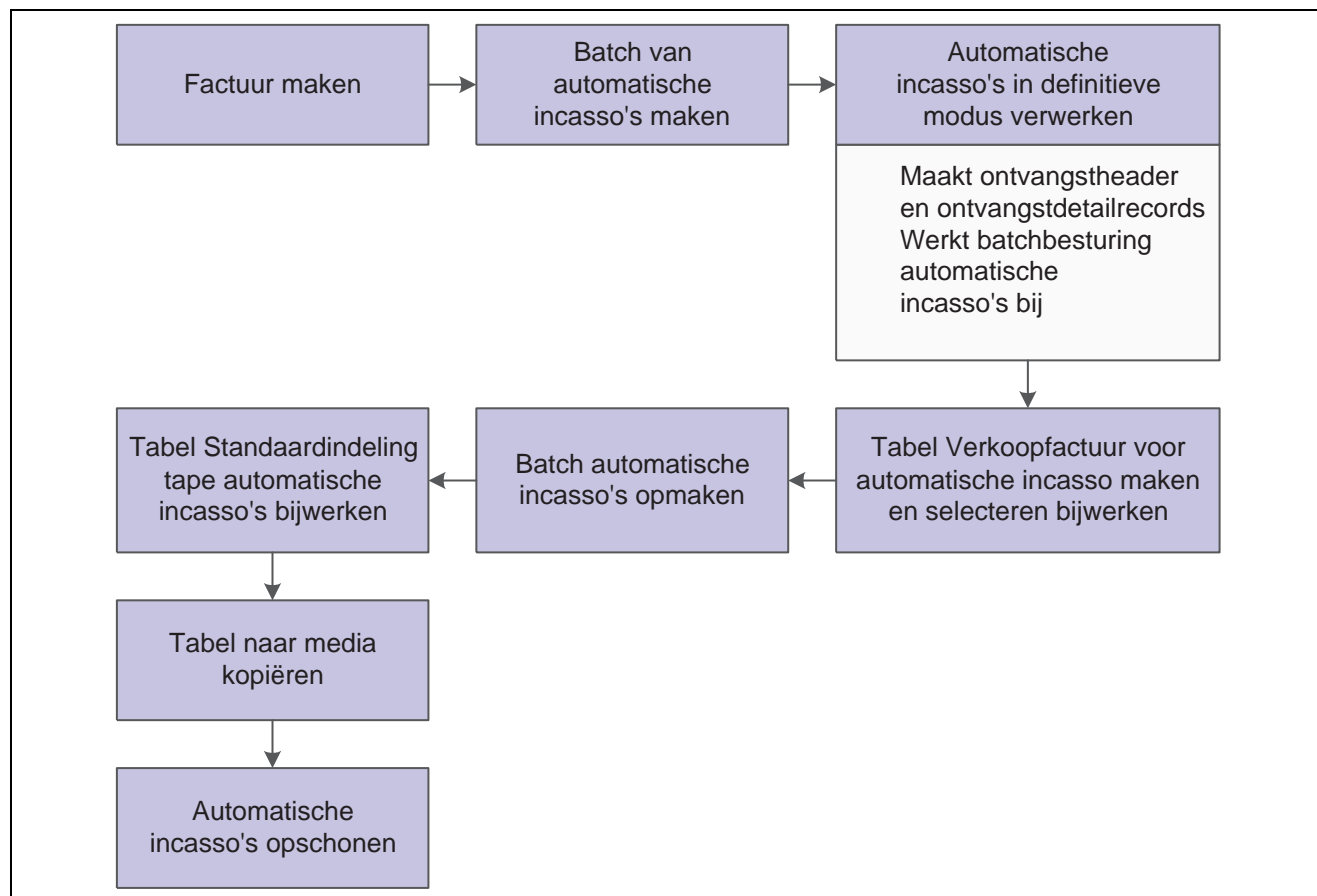 Factuur maken
Batch van
automatische
incasso's maken
Automatische
incasso's in definitieve
modus verwerken
Maakt ontvangstheader
en ontvangstdetailrecords
Werkt batchbesturing
automatische
incasso's bij
Tabel Verkoopfactuur voor
automatische incasso maken
en selecteren bijwerken
Batch automatische
incasso's opmaken
Tabel Standaardindeling
tape automatische
incasso's bijwerken
Tabel naar media
kopiëren
Automatische
incasso's opschonen